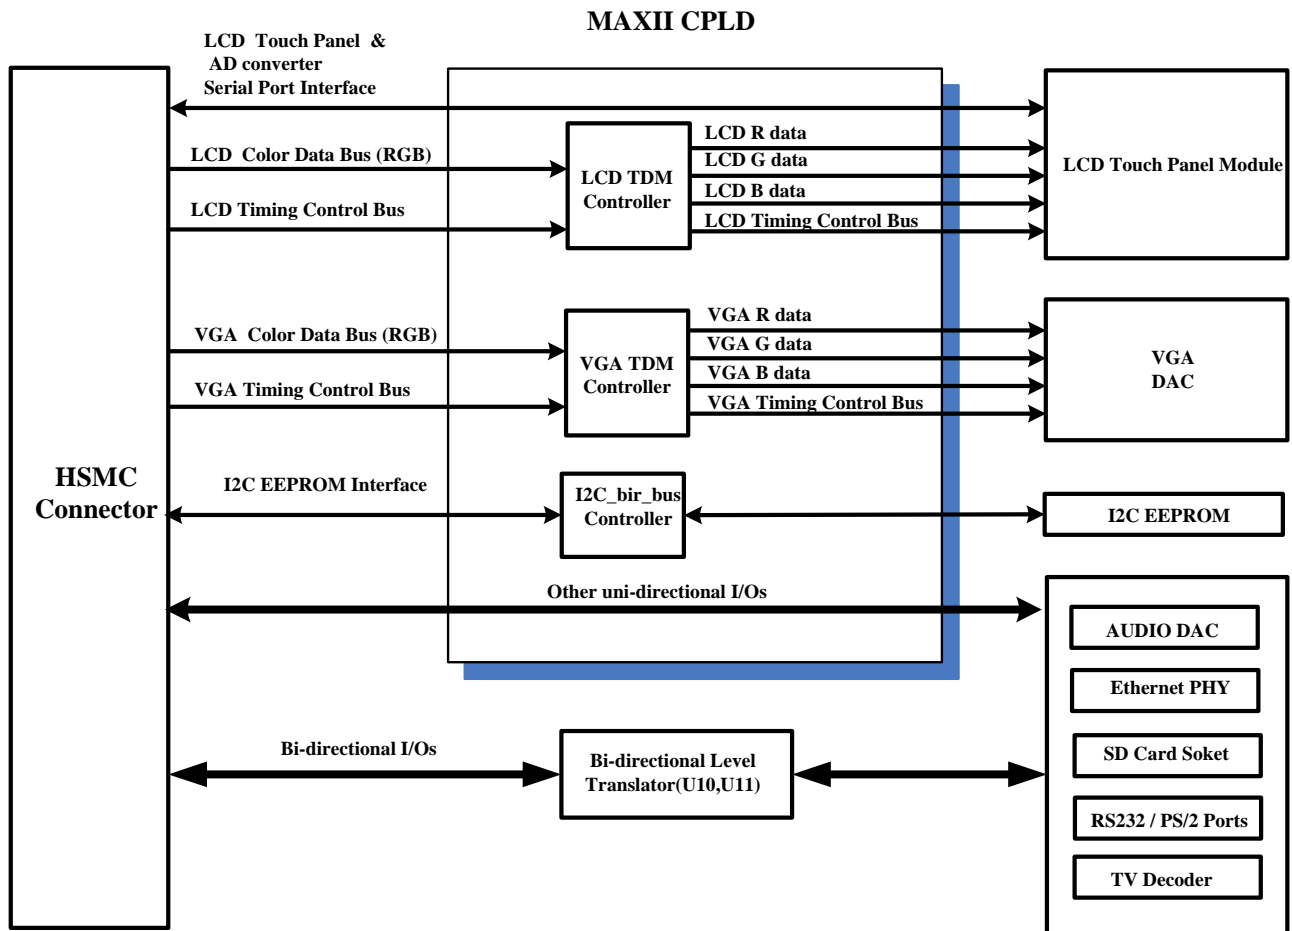 MAXII CPLD
LCD Touch Panel &
AD converter
Serial Port Interface
LCD Color Data Bus (RGB)
LCD Timing Control Bus
LCD TDM
Controller
LCD R data
LCD G data
LCD B data
LCD Timing Control Bus
LCD Touch Panel Module
VGA Color Data Bus (RGB)
VGA Timing Control Bus
VGA TDM
Controller
VGA R data
VGA G data
VGA B data
VGA Timing Control Bus
VGA
DAC
HSMC
Connector
I2C EEPROM Interface
I2C_bir_bus
Controller
I2C EEPROM
Other uni-directional I/Os
Bi-directional I/Os
Bi-directional Level
Translator(U10,U11)
AUDIO DAC
Ethernet PHY
SD Card Soket
RS232 / PS/2 Ports
TV Decoder